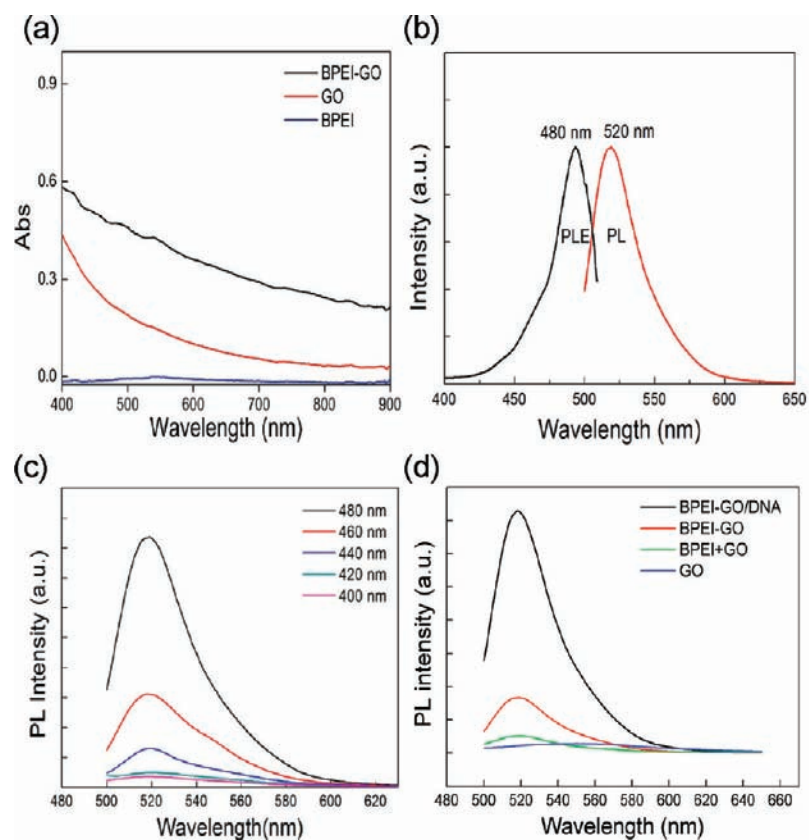 (a)
BPEI-GO
GO
BPEI
0.9
0.6
0.3
0.0
Abs
400 500 600 700 800 900
Wavelength (nm)
(b)
480 nm 520 nm
PLE PL
Intensity (a.u.)
400 450 500 550 600 650
Wavelength (nm)
(c)
480 nm
460 nm
440 nm
420 nm
400 nm
PL Intensity (a.u.)
480 500 520 540 560 580 600 620
Wavelength(nm)
(d)
BPEI-GO/DNA
BPEI-GO
BPEI+GO
GO
PL intensity (a.u.)
480 500 520 540 560 580 600 620 640 660
Wavelength (nm)